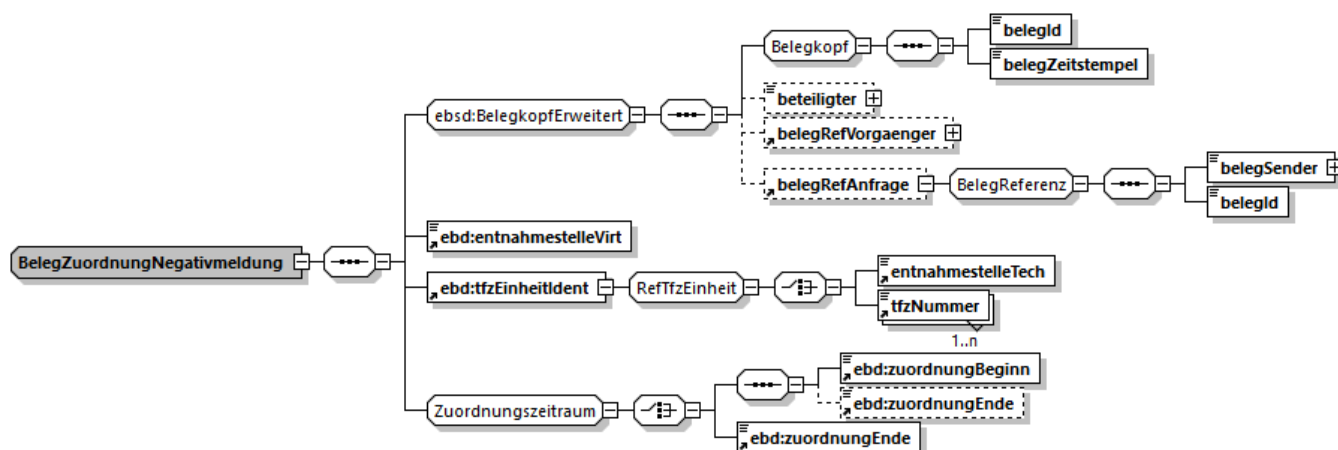 Belegkopf
belegId
belegZeitstempel
ebsd:BelegkopfErweitert
beteiligter
belegRefVorgaenger
belegRefAnfrage
BelegReferenz
belegSender
belegId
BelegZuordnungNegativmeldung
ebd:entnahmestelleVirt
ebd:tfzEinheitIdent
RefTfzEinheit
entnahmestelleTech
tfzNummer
1..n
Zuordnungszeitraum
ebd:zuordnungBeginn
ebd:zuordnungEnde
ebd:zuordnungEnde